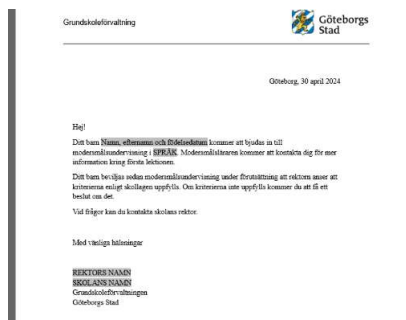 Grundskoleförvaltning
Göteborgs
Stad
Göteborg, 30 april 2024
Hej!
Ditt barn Namn, efternamn och födelsedatum kommer att bjudas in till
modersmålsundervisning i SPRÅK. Modersmålsläraren kommer att kontakta dig för mer
information kring första lektionen.
Ditt barn beviljas sedan modersmålsundervisning under förutsättning att rektorn anser att
kriterierna enligt skollagen uppfylls. Om kriterierna inte uppfylls kommer du att få ett
beslut om det.
Vid frågor kan du kontakta skolans rektor.
Med vänliga hälsningar
REKTORS NAMN
SKOLANS NAMN
Grundskoleförvaltningen
Göteborgs Stad